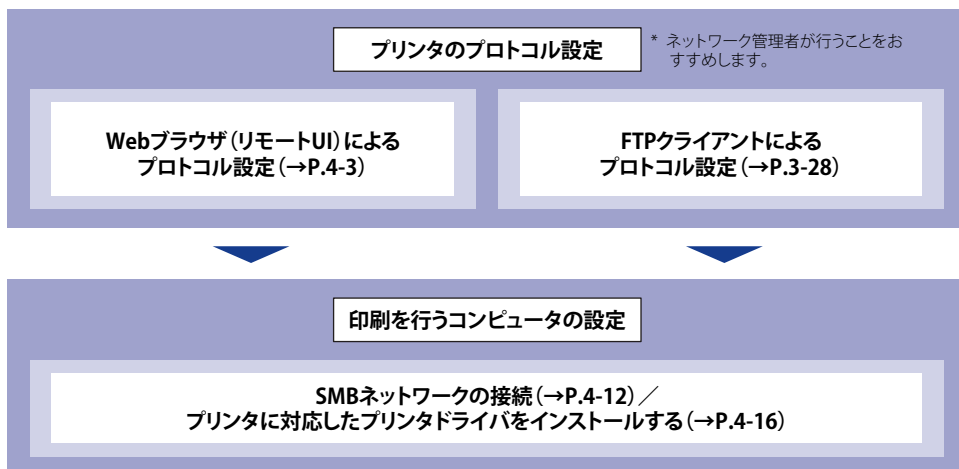 プリンタのプロトコル設定
* ネットワーク管理者が行うことをお
すすめします。
Webブラウザ（リモートUI）による
プロトコル設定（→P.4-3）
FTPクライアントによる
プロトコル設定（→P.3-28）
印刷を行うコンピュータの設定
SMBネットワークの接続（→P.4-12）／
プリンタに対応したプリンタドライバをインストールする（→P.4-16）